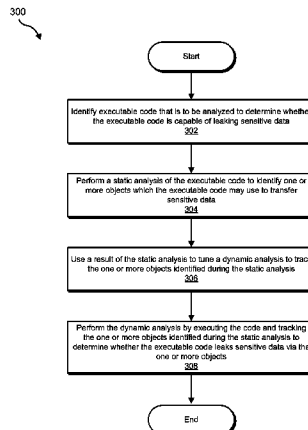 300
Start
Identify executable code that is to be analyzed to determine whethe
the executable code is capable of leaking sensitive data
302
Perform a static analysis of the executable code to identify one or
more objects which the executable code may use to transfer
sensitive data
304
Use a result of the static analysis to tune a dynamic analysis to trac
the one or more objects identified during the static analysis
306
Perform the dynamic analysis by executing the code and tracking
the one or more objects identified during the static analysis to
determine whether the executable code leaks sensitive data via the
one or more objects
308
End